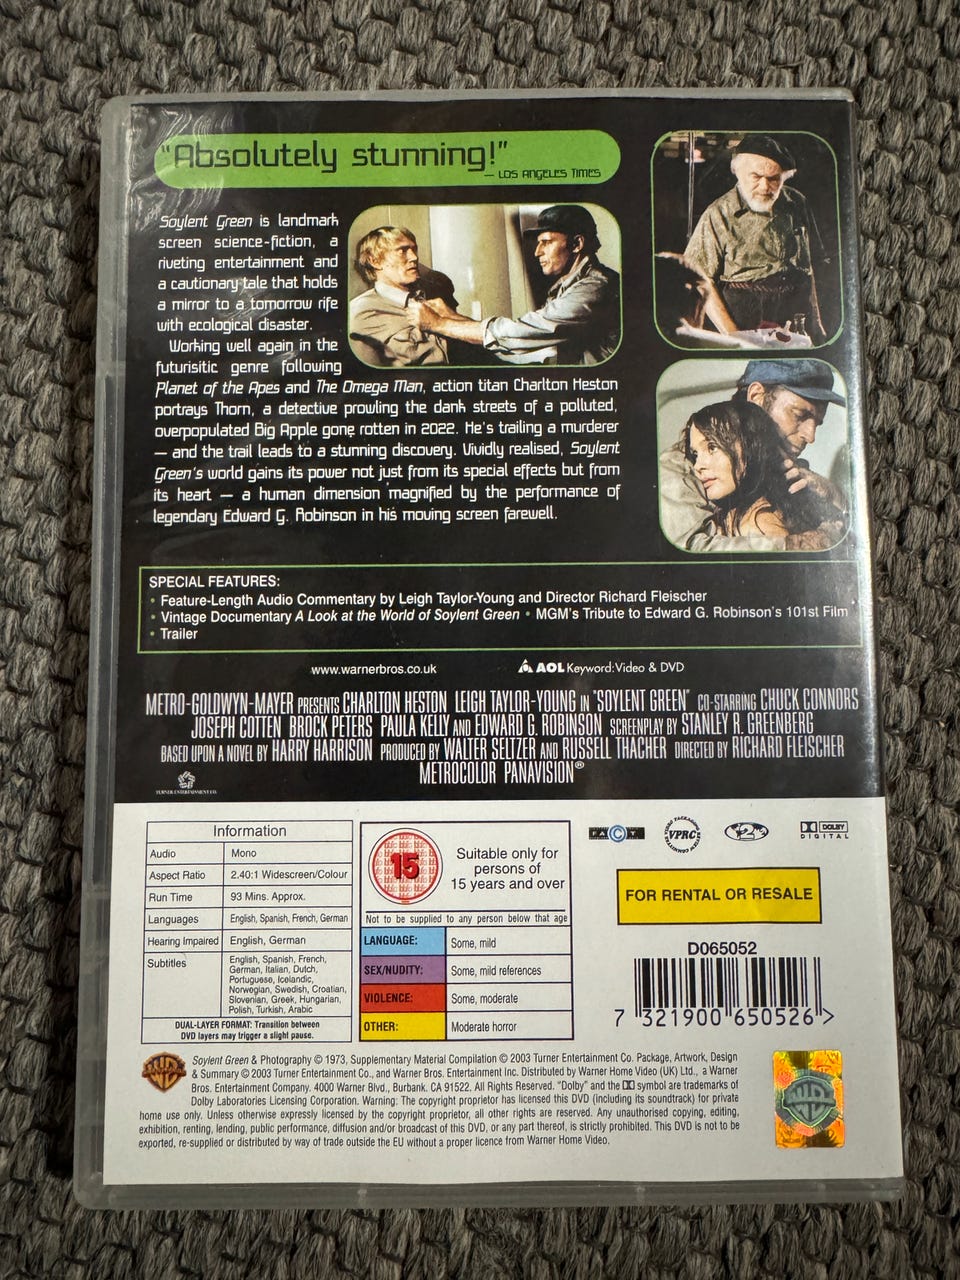 "Absolutely stunning!"
— LOS ANGELES TIMES
Soylent Green is landmark
screen science-fiction, a
riveting entertainment and
a cautionary tale that holds
a mirror to a tomorrow rife
with ecological disaster.
Working well again in the
futurisitic genre following
Planet of the Apes and The Omega Man, action titan Charlton Heston
portrays Thorn, a detective prowling the dank streets of a polluted,
overpopulated Big Apple gone rotten in 2022. He's trailing a murderer
— and the trail leads to a stunning discovery. Vividly realised, Soylent
Green's world gains its power not just from its special effects but from
its heart — a human dimension magnified by the performance of
legendary Edward G. Robinson in his moving screen farewell.
SPECIAL FEATURES:
• Feature-Length Audio Commentary by Leigh Taylor-Young and Director Richard Fleischer
• Vintage Documentary A Look at the World of Soylent Green • MGM's Tribute to Edward G. Robinson's 101st Film
• Trailer
www.warnerbros.co.uk AOL Keyword: Video & DVD
METRO-GOLDWYN-MAYER PRESENTS CHARLTON HESTON LEIGH TAYLOR-YOUNG IN "SOYLENT GREEN" CO-STARRING CHUCK CONNORS
JOSEPH COTTEN BROCK PETERS PAULA KELLY AND EDWARD G. ROBINSON SCREENPLAY BY STANLEY R. GREENBERG
BASED UPON A NOVEL BY HARRY HARRISON PRODUCED BY WALTER SELTZER AND RUSSELL THACHER DIRECTED BY RICHARD FLEISCHER
METROCOLOR PANAVISION®
TURNER ENTERTAINMENT CO.
Information
Audio Mono
Aspect Ratio 2.40:1 Widescreen/Colour
Run Time 93 Mins. Approx.
Languages English, Spanish, French, German
Hearing Impaired English, German
Subtitles English, Spanish, French,
German, Italian, Dutch,
Portuguese, Icelandic,
Norwegian, Swedish, Croatian,
Slovenian, Greek, Hungarian,
Polish, Turkish, Arabic
DUAL-LAYER FORMAT: Transition between
DVD layers may trigger a slight pause.
15
Suitable only for
persons of
15 years and over
Not to be supplied to any person below that age
LANGUAGE: Some, mild
SEX/NUDITY: Some, mild references
VIOLENCE: Some, moderate
OTHER: Moderate horror
FACT
VPRC
2
DOLBY
DIGITAL
FOR RENTAL OR RESALE
D065052
7 321900 650526 >
Soylent Green & Photography © 1973, Supplementary Material Compilation © 2003 Turner Entertainment Co. Package, Artwork, Design
& Summary © 2003 Turner Entertainment Co., and Warner Bros. Entertainment Inc. Distributed by Warner Home Video (UK) Ltd., a Warner
Bros. Entertainment Company. 4000 Warner Blvd., Burbank. CA 91522. All Rights Reserved. "Dolby" and the DD symbol are trademarks of
Dolby Laboratories Licensing Corporation. Warning: The copyright proprietor has licensed this DVD (including its soundtrack) for private
home use only. Unless otherwise expressly licensed by the copyright proprietor, all other rights are reserved. Any unauthorised copying, editing,
exhibition, renting, lending, public performance, diffusion and/or broadcast of this DVD, or any part thereof, is strictly prohibited. This DVD is not to be
exported, re-supplied or distributed by way of trade outside the EU without a proper licence from Warner Home Video.